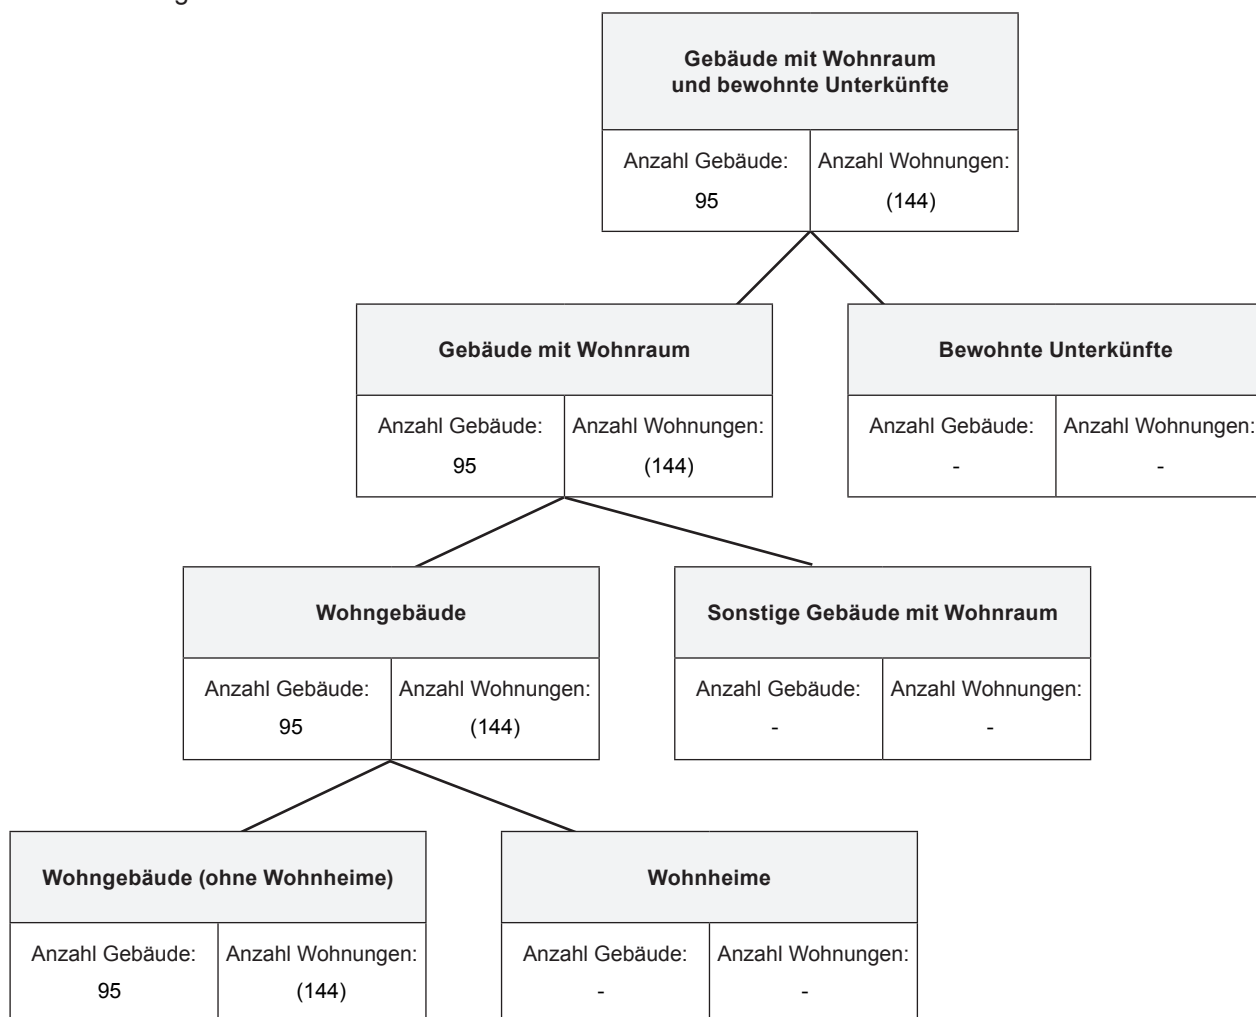 Gebäude mit Wohnraum
und bewohnte Unterkünfte
Anzahl Gebäude: Anzahl Wohnungen:
95 (144)
Gebäude mit Wohnraum
Anzahl Gebäude: Anzahl Wohnungen:
95 (144)
Bewohnte Unterkünfte
Anzahl Gebäude: Anzahl Wohnungen:
- -
Wohngebäude
Anzahl Gebäude: Anzahl Wohnungen:
95 (144)
Sonstige Gebäude mit Wohnraum
Anzahl Gebäude: Anzahl Wohnungen:
- -
Wohngebäude (ohne Wohnheime)
Anzahl Gebäude: Anzahl Wohnungen:
95 (144)
Wohnheime
Anzahl Gebäude: Anzahl Wohnungen:
- -